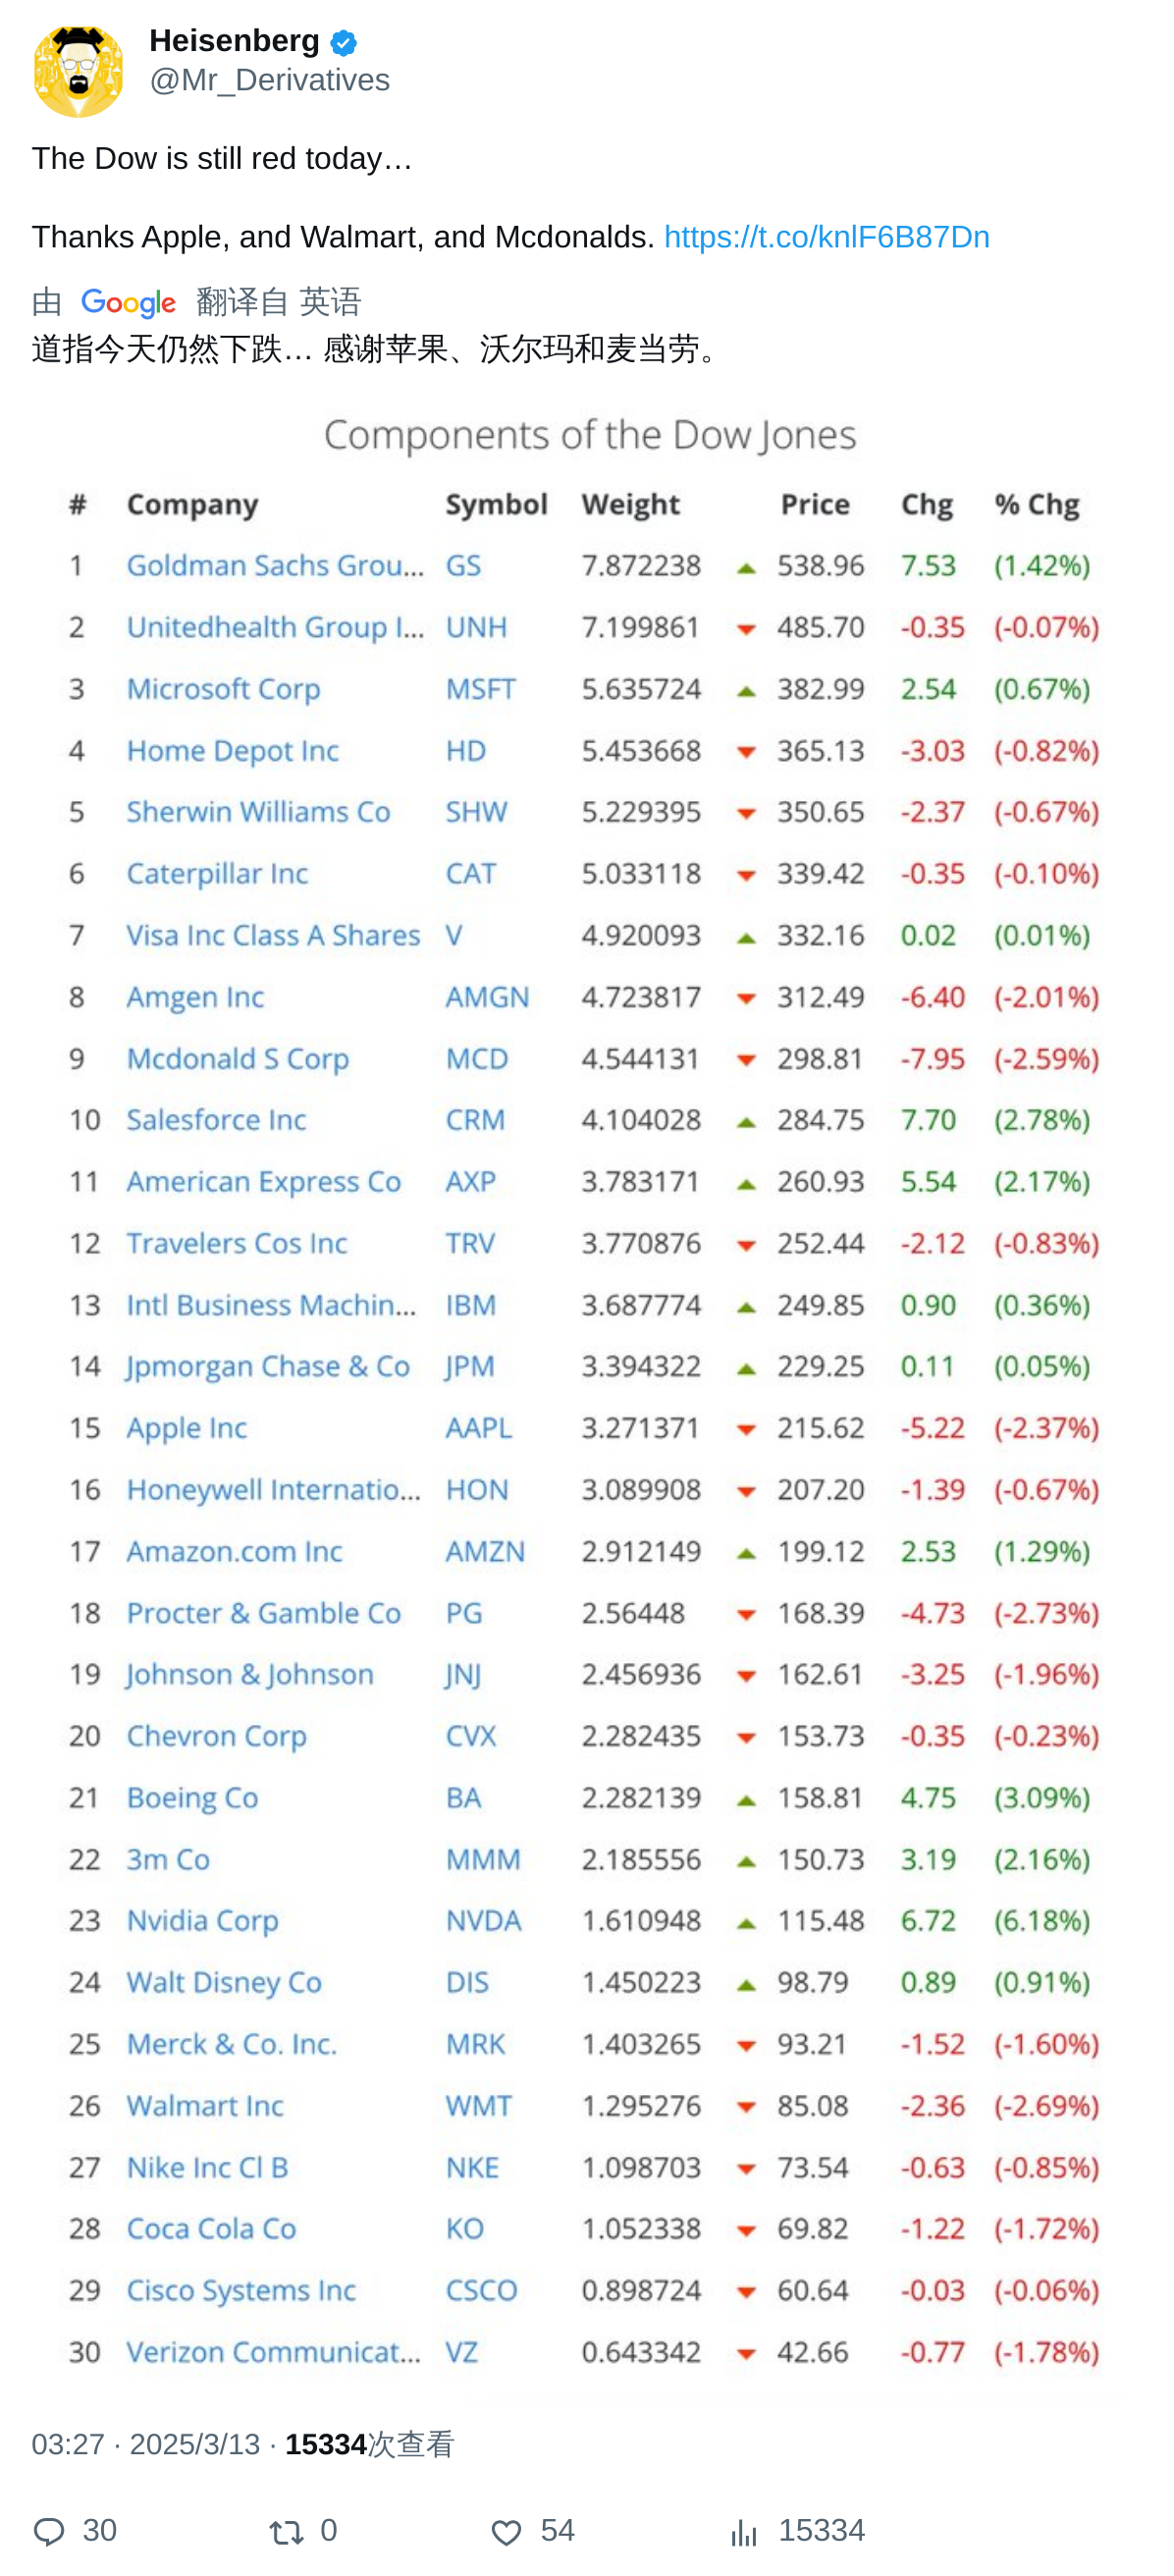 Heisenberg
@Mr_Derivatives
The Dow is still red today…
Thanks Apple, and Walmart, and Mcdonalds. https://t.co/knlF6B87Dn
由 Google 翻译自 英语
道指今天仍然下跌… 感谢苹果、沃尔玛和麦当劳。
Components of the Dow Jones
# Company Symbol Weight Price Chg % Chg
1 Goldman Sachs Grou... GS 7.872238 538.96 7.53 (1.42%)
2 Unitedhealth Group I... UNH 7.199861 485.70 -0.35 (-0.07%)
3 Microsoft Corp MSFT 5.635724 382.99 2.54 (0.67%)
4 Home Depot Inc HD 5.453668 365.13 -3.03 (-0.82%)
5 Sherwin Williams Co SHW 5.229395 350.65 -2.37 (-0.67%)
6 Caterpillar Inc CAT 5.033118 339.42 -0.35 (-0.10%)
7 Visa Inc Class A Shares V 4.920093 332.16 0.02 (0.01%)
8 Amgen Inc AMGN 4.723817 312.49 -6.40 (-2.01%)
9 Mcdonald S Corp MCD 4.544131 298.81 -7.95 (-2.59%)
10 Salesforce Inc CRM 4.104028 284.75 7.70 (2.78%)
11 American Express Co AXP 3.783171 260.93 5.54 (2.17%)
12 Travelers Cos Inc TRV 3.770876 252.44 -2.12 (-0.83%)
13 Intl Business Machin... IBM 3.687774 249.85 0.90 (0.36%)
14 Jpmorgan Chase & Co JPM 3.394322 229.25 0.11 (0.05%)
15 Apple Inc AAPL 3.271371 215.62 -5.22 (-2.37%)
16 Honeywell Internatio... HON 3.089908 207.20 -1.39 (-0.67%)
17 Amazon.com Inc AMZN 2.912149 199.12 2.53 (1.29%)
18 Procter & Gamble Co PG 2.56448 168.39 -4.73 (-2.73%)
19 Johnson & Johnson JNJ 2.456936 162.61 -3.25 (-1.96%)
20 Chevron Corp CVX 2.282435 153.73 -0.35 (-0.23%)
21 Boeing Co BA 2.282139 158.81 4.75 (3.09%)
22 3m Co MMM 2.185556 150.73 3.19 (2.16%)
23 Nvidia Corp NVDA 1.610948 115.48 6.72 (6.18%)
24 Walt Disney Co DIS 1.450223 98.79 0.89 (0.91%)
25 Merck & Co. Inc. MRK 1.403265 93.21 -1.52 (-1.60%)
26 Walmart Inc WMT 1.295276 85.08 -2.36 (-2.69%)
27 Nike Inc Cl B NKE 1.098703 73.54 -0.63 (-0.85%)
28 Coca Cola Co KO 1.052338 69.82 -1.22 (-1.72%)
29 Cisco Systems Inc CSCO 0.898724 60.64 -0.03 (-0.06%)
30 Verizon Communicat... VZ 0.643342 42.66 -0.77 (-1.78%)
03:27 · 2025/3/13 · 15334次查看
30 0 54 15334